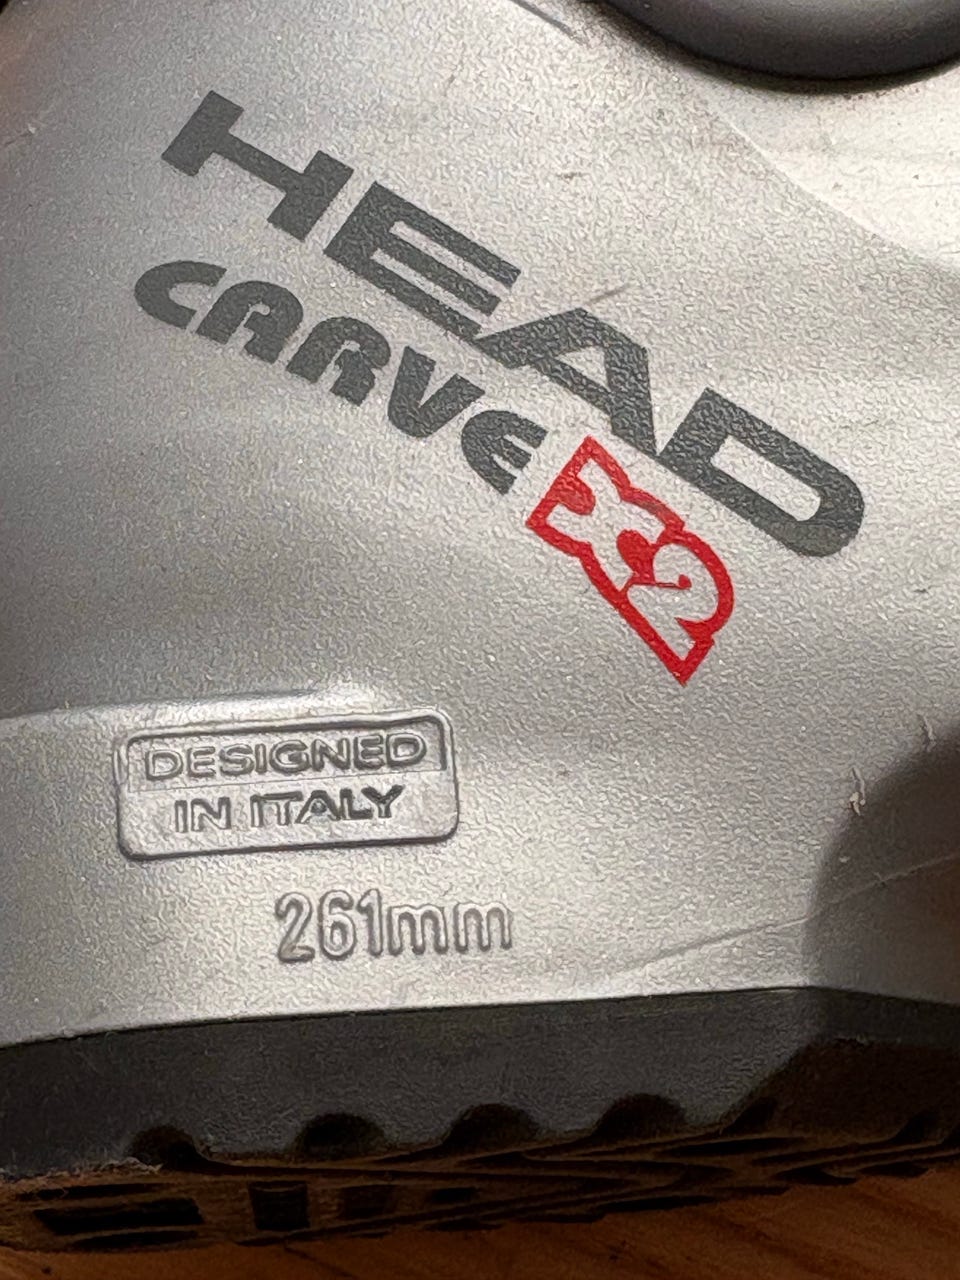 HEAD
CARVE X2
DESIGNED
IN ITALY
261mm